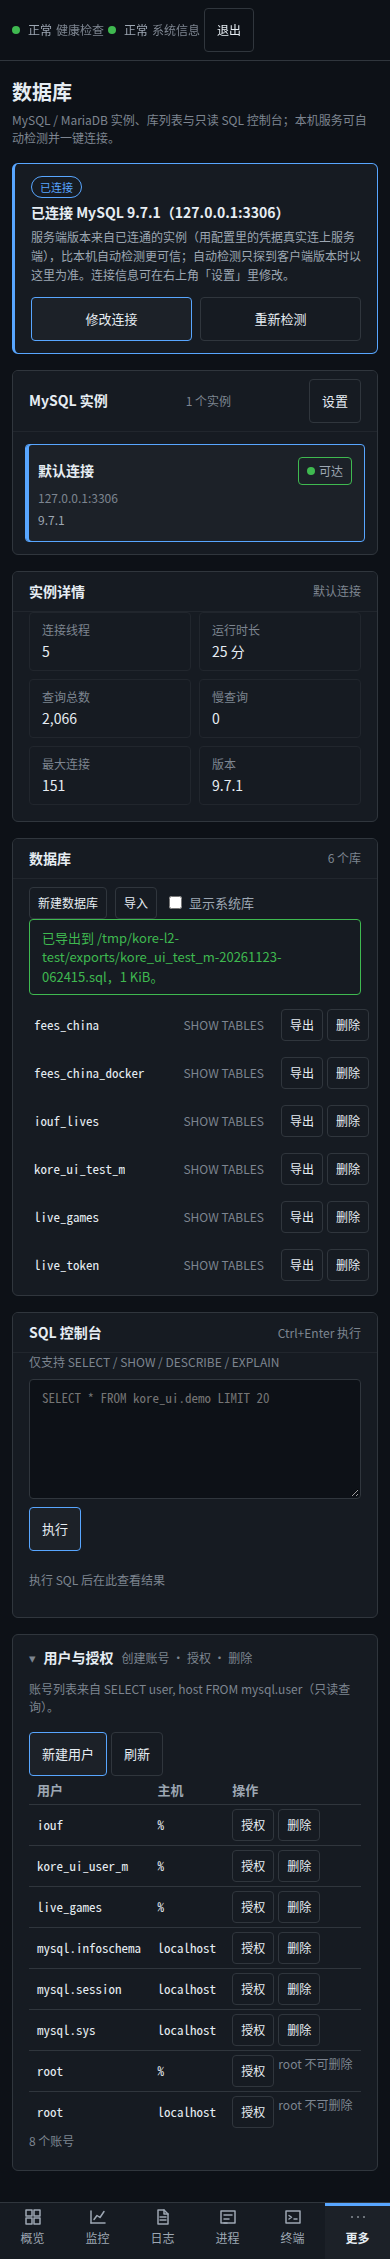 正常 健康检查 正常 系统信息 退出
数据库
MySQL / MariaDB 实例、库列表与只读 SQL 控制台；本机服务可自
动检测并一键连接。
已连接
已连接 MySQL 9.7.1（127.0.0.1:3306）
服务端版本来自已连通的实例（用配置里的凭据真实连上服务
端），比本机自动检测更可信；自动检测只探到客户端版本时以
这里为准。连接信息可在右上角「设置」里修改。
修改连接 重新检测
MySQL 实例 1 个实例 设置
默认连接 可达
127.0.0.1:3306
9.7.1
实例详情 默认连接
连接线程 运行时长
5 25 分
查询总数 慢查询
2,066 0
最大连接 版本
151 9.7.1
数据库 6 个库
新建数据库 导入 显示系统库
已导出到 /tmp/kore-l2-
test/exports/kore_ui_test_m-20261123-
062415.sql，1 KiB。
fees_china SHOW TABLES 导出 删除
fees_china_docker SHOW TABLES 导出 删除
iouf_lives SHOW TABLES 导出 删除
kore_ui_test_m SHOW TABLES 导出 删除
live_games SHOW TABLES 导出 删除
live_token SHOW TABLES 导出 删除
SQL 控制台 Ctrl+Enter 执行
仅支持 SELECT / SHOW / DESCRIBE / EXPLAIN
SELECT * FROM kore_ui.demo LIMIT 20
执行
执行 SQL 后在此查看结果
▾ 用户与授权 创建账号 · 授权 · 删除
账号列表来自 SELECT user, host FROM mysql.user（只读查
询）。
新建用户 刷新
用户 主机 操作
iouf % 授权 删除
kore_ui_user_m % 授权 删除
live_games % 授权 删除
mysql.infoschema localhost 授权 删除
mysql.session localhost 授权 删除
mysql.sys localhost 授权 删除
root % 授权 root 不可删除
root localhost 授权 root 不可删除
8 个账号
概览 监控 日志 进程 终端 更多